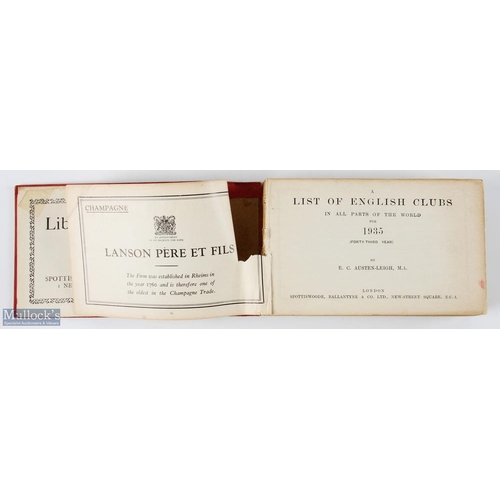 Lib
SPOTTI
1 NE
CHAMPAGNE
LANSON PÈRE ET FILS
The Firm was established in Rheims in
the year 1760 and is therefore one of
the oldest in the Champagne Trade.
A
LIST OF ENGLISH CLUBS
IN ALL PARTS OF THE WORLD
FOR
1935
(FORTY-THIRD YEAR)
BY
E. C. AUSTEN-LEIGH, M.A.
LONDON
SPOTTISWOODE, BALLANTYNE & CO. LTD., NEW-STREET SQUARE, E.C.4.
Mullock's